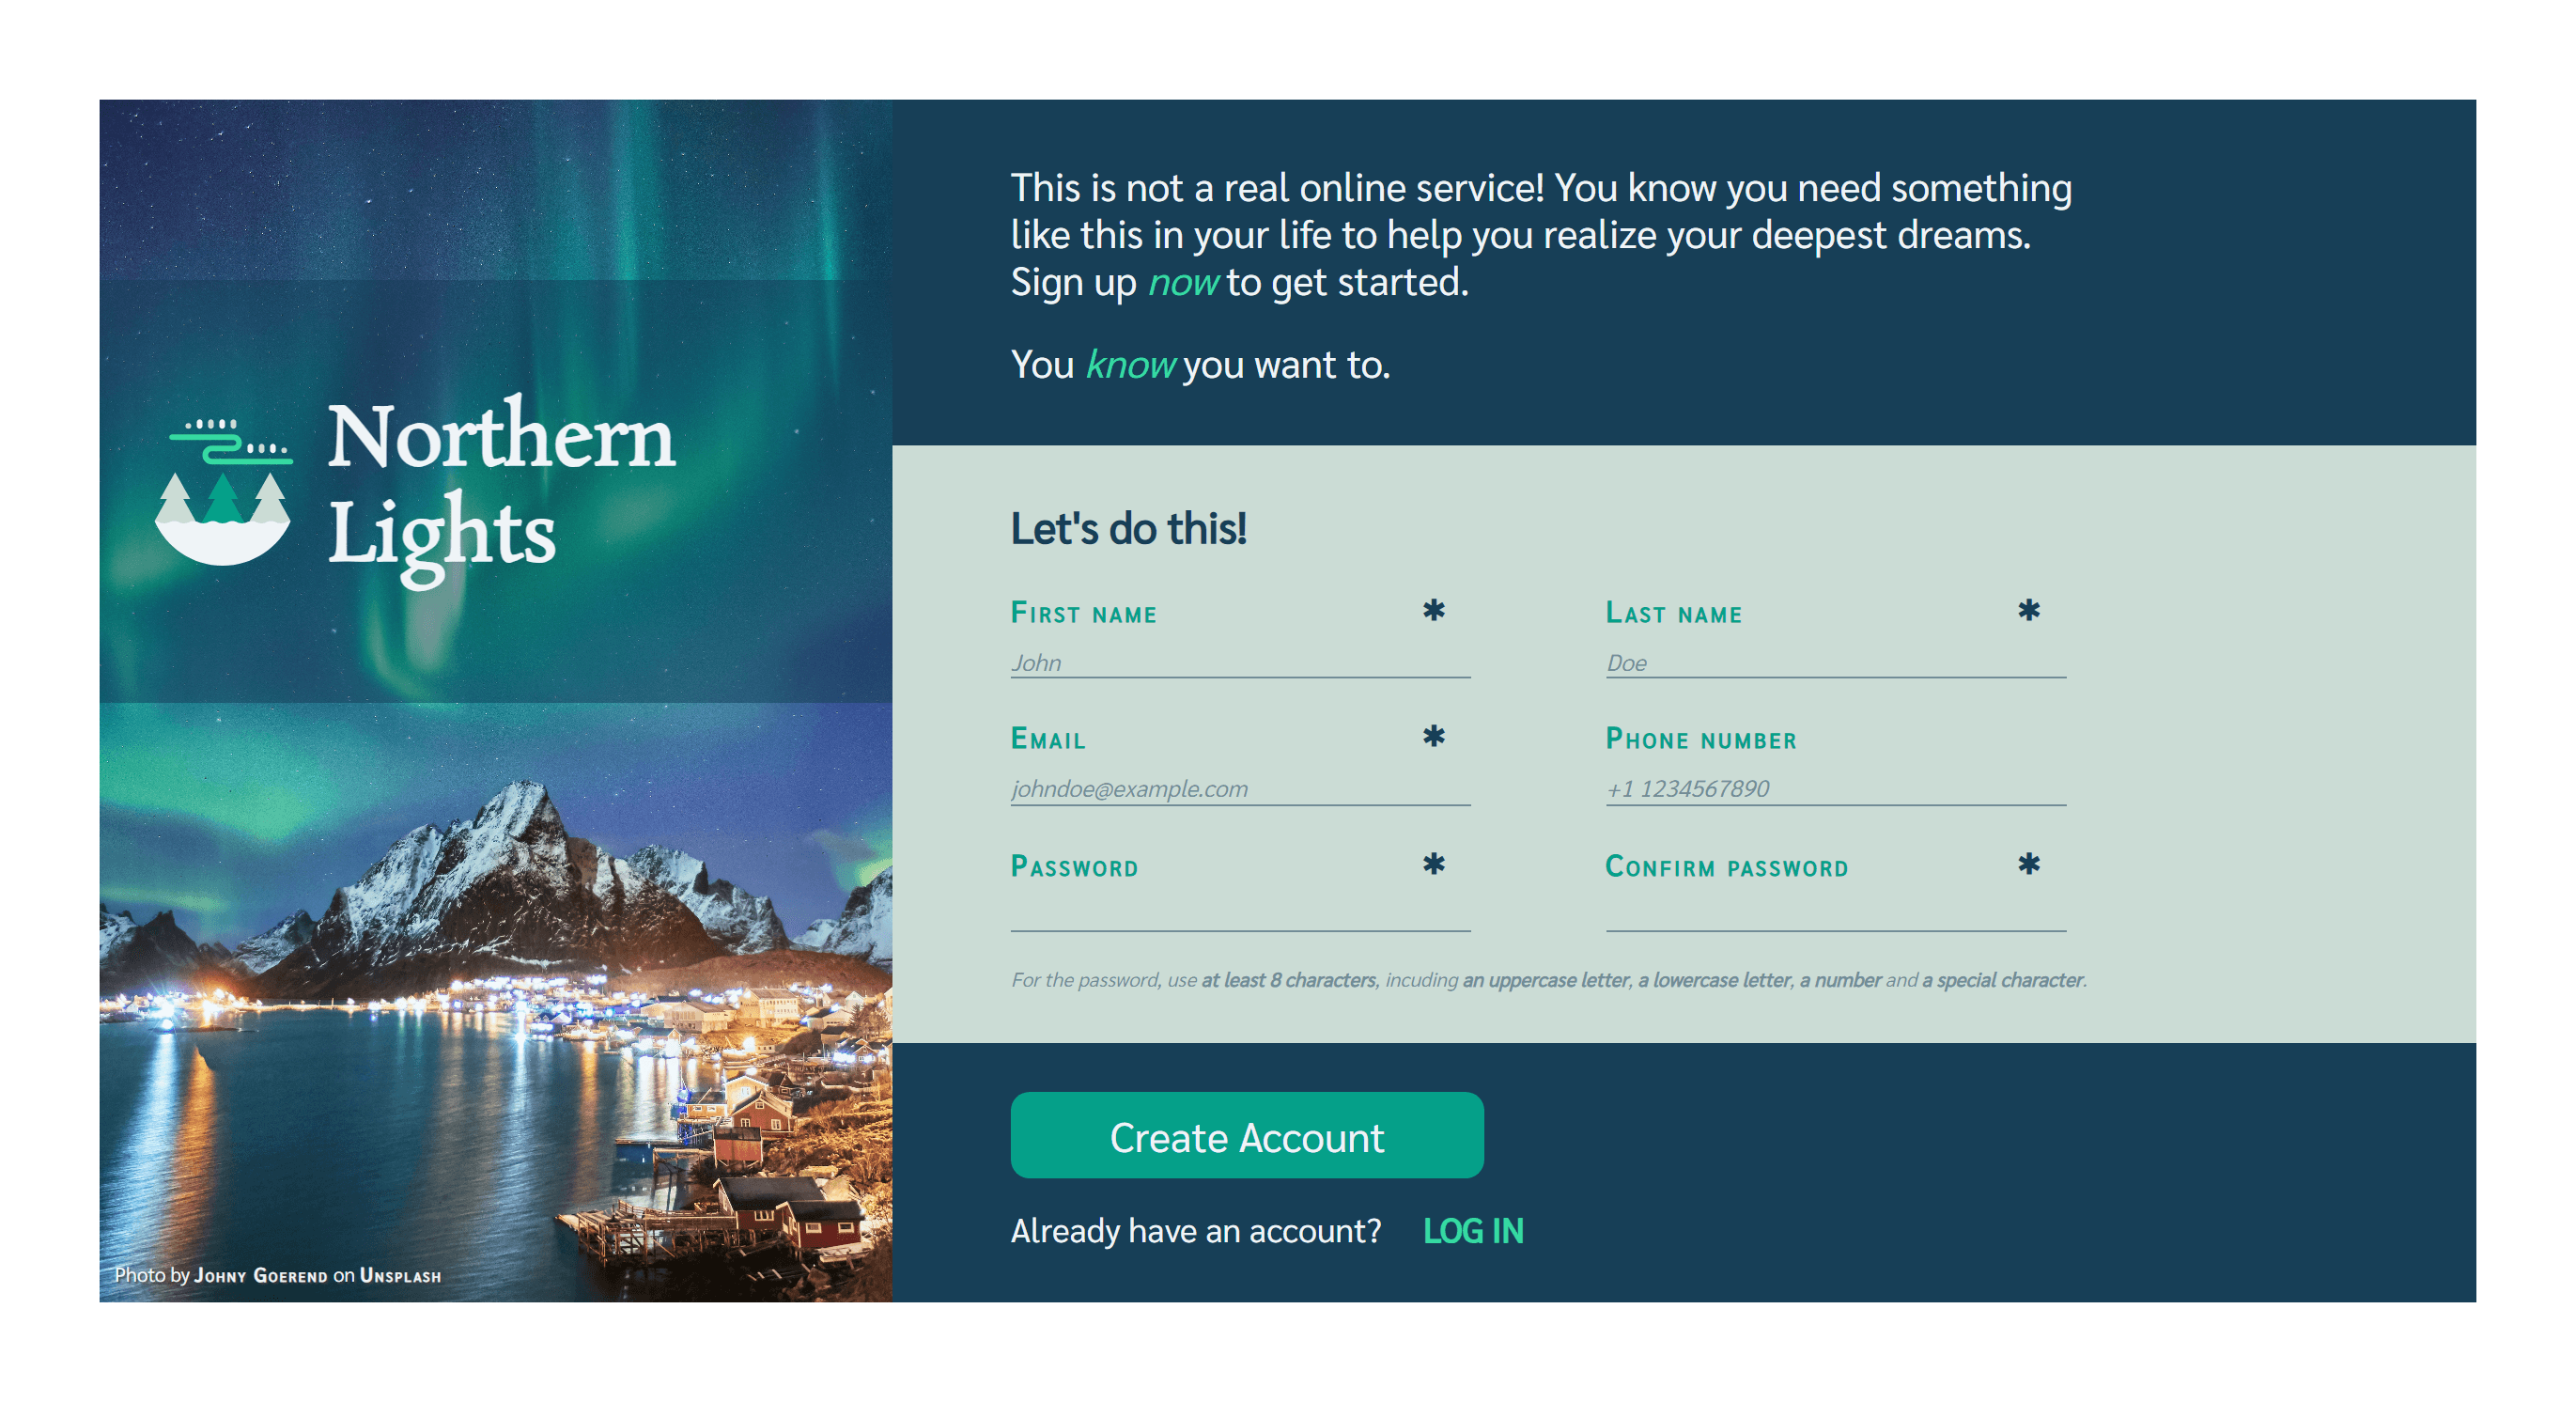 Northern
Lights
Photo by Johny Goerend on Unsplash
This is not a real online service! You know you need something
like this in your life to help you realize your deepest dreams.
Sign up now to get started.
You know you want to.
Let's do this!
First name *
Last name *
John
Doe
Email *
Phone number
johndoe@example.com
+1 1234567890
Password *
Confirm password *
For the password, use at least 8 characters, incuding an uppercase letter, a lowercase letter, a number and a special character.
Create Account
Already have an account? LOG IN